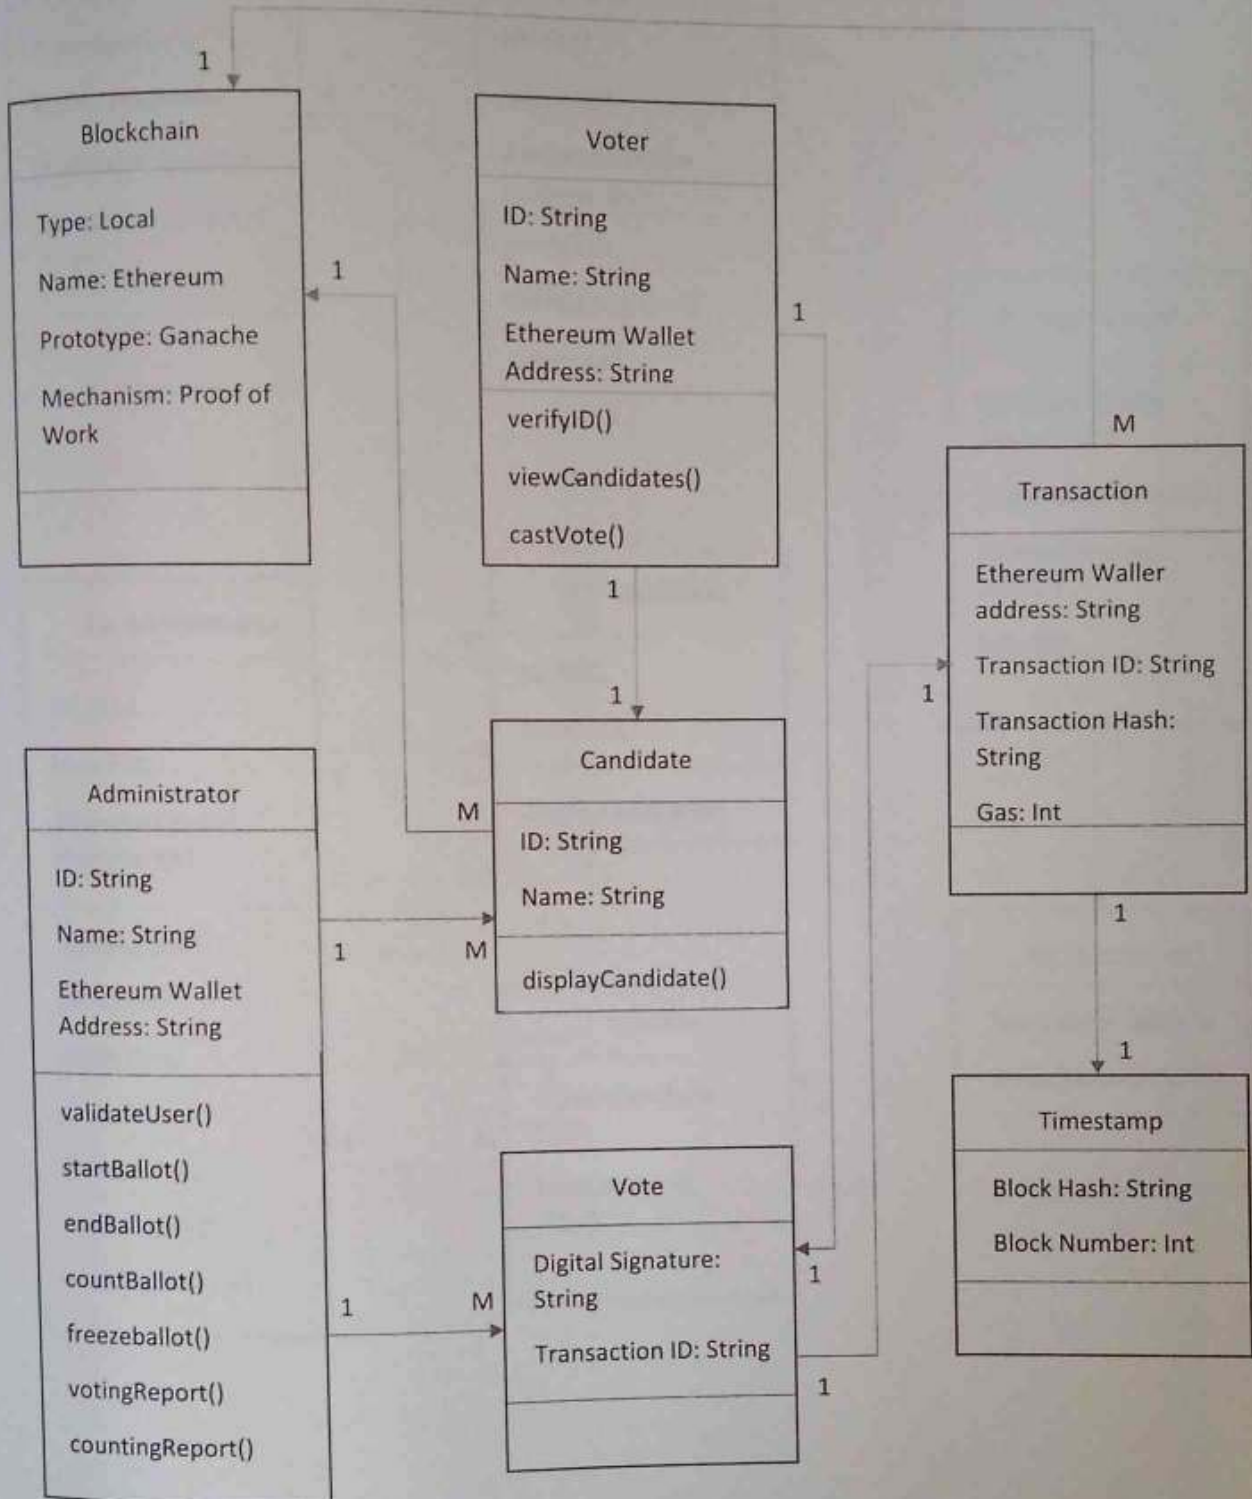 1
Blockchain
Type: Local
Name: Ethereum
Prototype: Ganache
Mechanism: Proof of
Work
1
Voter
ID: String
Name: String
Ethereum Wallet
Address: String
verifyID()
viewCandidates()
castVote()
1
1
1
M
Transaction
Ethereum Waller
address: String
Transaction ID: String
Transaction Hash:
String
Gas: Int
1
1
Candidate
ID: String
Name: String
displayCandidate()
M
M
Administrator
ID: String
Name: String
Ethereum Wallet
Address: String
validateUser()
startBallot()
endBallot()
countBallot()
freezeballot()
votingReport()
countingReport()
1
1
M
Vote
Digital Signature:
String
Transaction ID: String
1
1
1
Timestamp
Block Hash: String
Block Number: Int